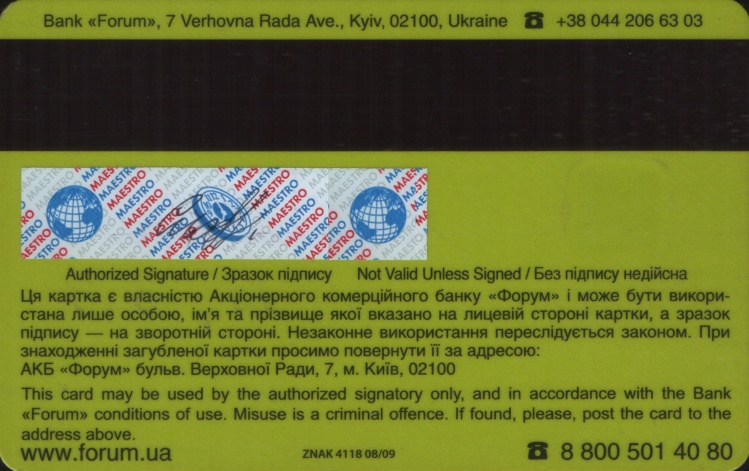 Bank «Forum», 7 Verhovna Rada Ave., Kyiv, 02100, Ukraine ☎ +38 044 206 63 03
MAESTRO MAESTRO MAESTRO MAESTRO MAESTRO MAESTRO
Authorized Signature / Зразок підпису Not Valid Unless Signed / Без підпису недійсна
Ця картка є власністю Акціонерного комерційного банку «Форум» і може бути викори-
стана лише особою, ім'я та прізвище якої вказано на лицевій стороні картки, а зразок
підпису — на зворотній стороні. Незаконне використання переслідується законом. При
знаходженні загубленої картки просимо повернути її за адресою:
АКБ «Форум» бульв. Верховної Ради, 7, м. Київ, 02100
This card may be used by the authorized signatory only, and in accordance with the Bank
«Forum» conditions of use. Misuse is a criminal offence. If found, please, post the card to the
address above.
www.forum.ua ZNAK 4118 08/09 ☎ 8 800 501 40 80